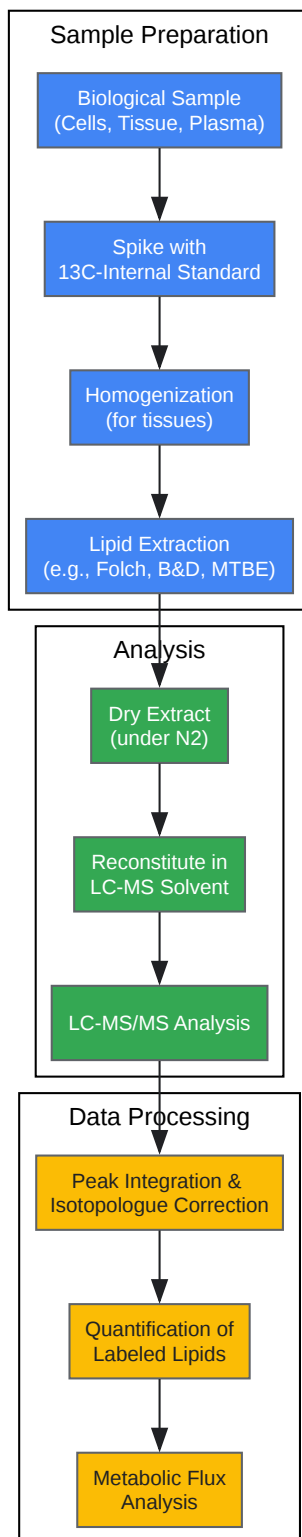 Sample Preparation
Biological Sample
(Cells, Tissue, Plasma)
Spike with
13C-Internal Standard
Homogenization
(for tissues)
Lipid Extraction
(e.g., Folch, B&D, MTBE)
Analysis
Dry Extract
(under N2)
Reconstitute in
LC-MS Solvent
LC-MS/MS Analysis
Data Processing
Peak Integration &
Isotopologue Correction
Quantification of
Labeled Lipids
Metabolic Flux
Analysis